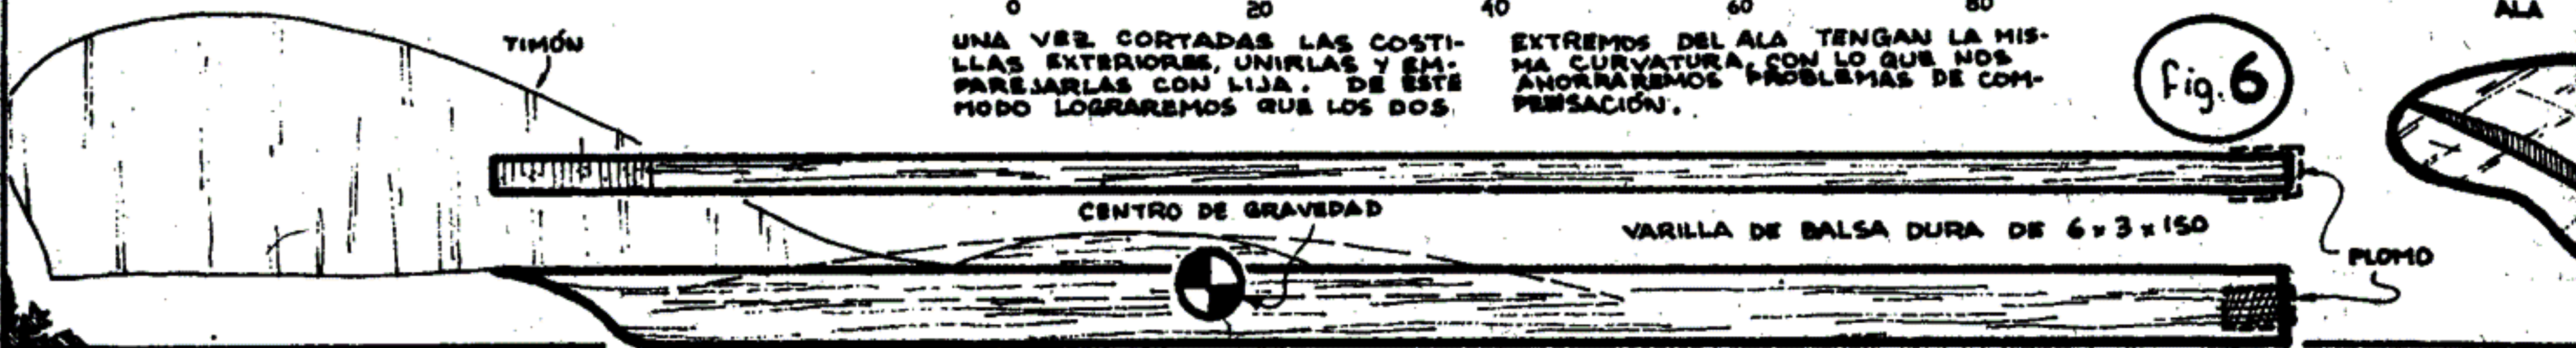 0 20 40 60 80
ALA
TIMÓN
UNA VEZ CORTADAS LAS COSTI-
LLAS EXTERIORES, UNIRLAS Y EM-
PAREJARLAS CON LIJA. DE ESTE
MODO LOGRAREMOS QUE LOS DOS
EXTREMOS DEL ALA TENGAN LA MIS-
MA CURVATURA, CON LO QUE NOS
AHORRAREMOS PROBLEMAS DE COM-
PENSACIÓN.
Fig. 6
CENTRO DE GRAVEDAD
VARILLA DE BALSA DURA DE 6 x 3 x 150
PLOMO